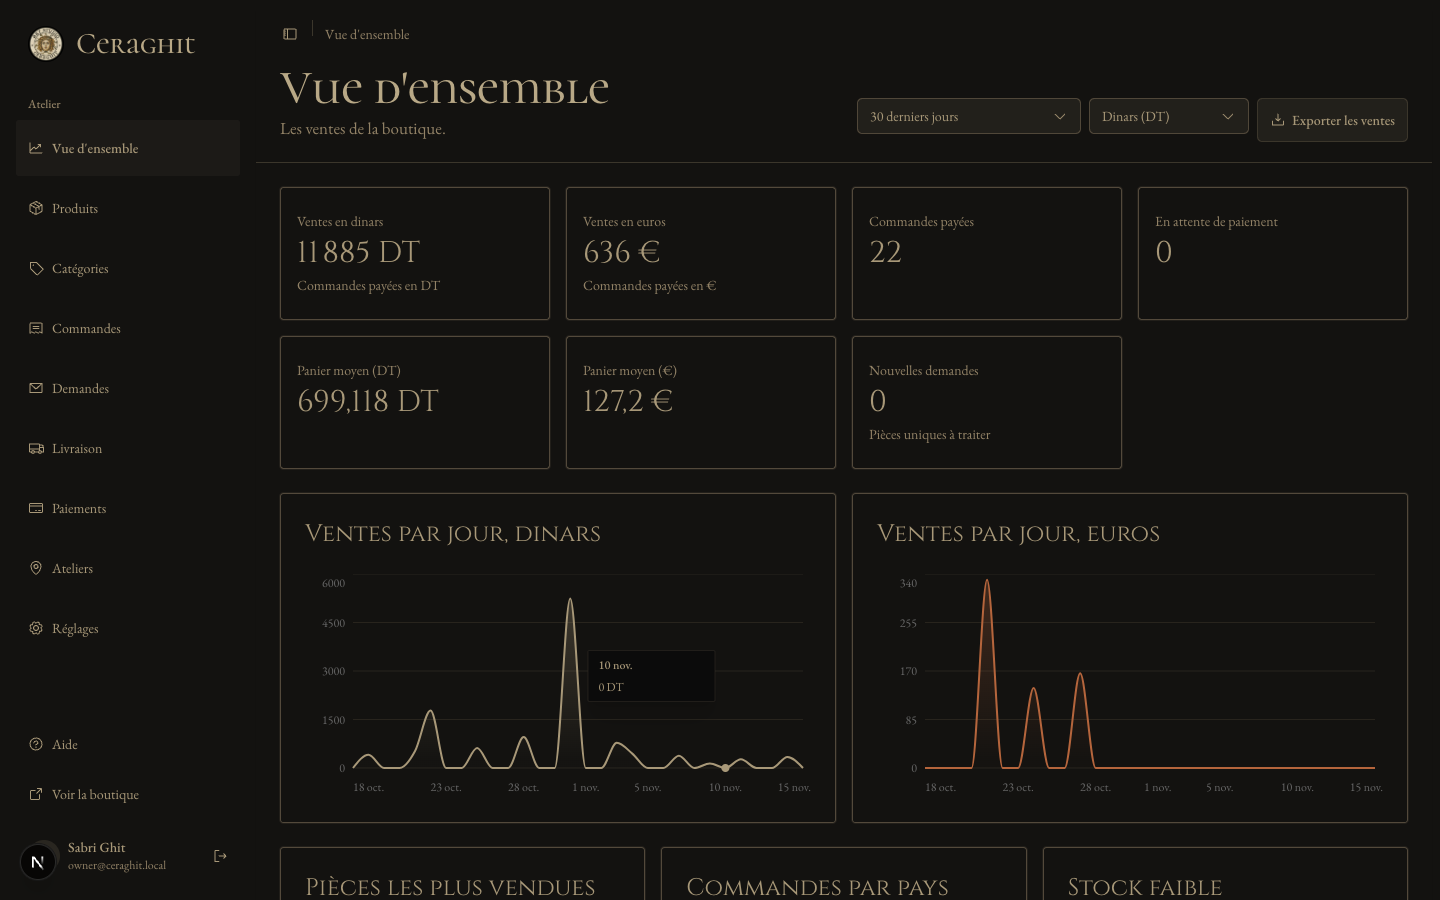 Ceraghit
Atelier
Vue d'ensemble
Produits
Catégories
Commandes
Demandes
Livraison
Paiements
Ateliers
Réglages
Aide
Voir la boutique
N
Sabri Ghit
owner@ceraghit.local
Vue d'ensemble
Vue d'ensemble
Les ventes de la boutique.
30 derniers jours
Dinars (DT)
Exporter les ventes
Ventes en dinars
11 885 DT
Commandes payées en DT
Ventes en euros
636 €
Commandes payées en €
Commandes payées
22
En attente de paiement
0
Panier moyen (DT)
699,118 DT
Panier moyen (€)
127,2 €
Nouvelles demandes
0
Pièces uniques à traiter
Ventes par jour, dinars
6000
4500
3000
1500
0
10 nov.
0 DT
18 oct. 23 oct. 28 oct. 1 nov. 5 nov. 10 nov. 15 nov.
Ventes par jour, euros
340
255
170
85
0
18 oct. 23 oct. 28 oct. 1 nov. 5 nov. 10 nov. 15 nov.
Pièces les plus vendues
Commandes par pays
Stock faible